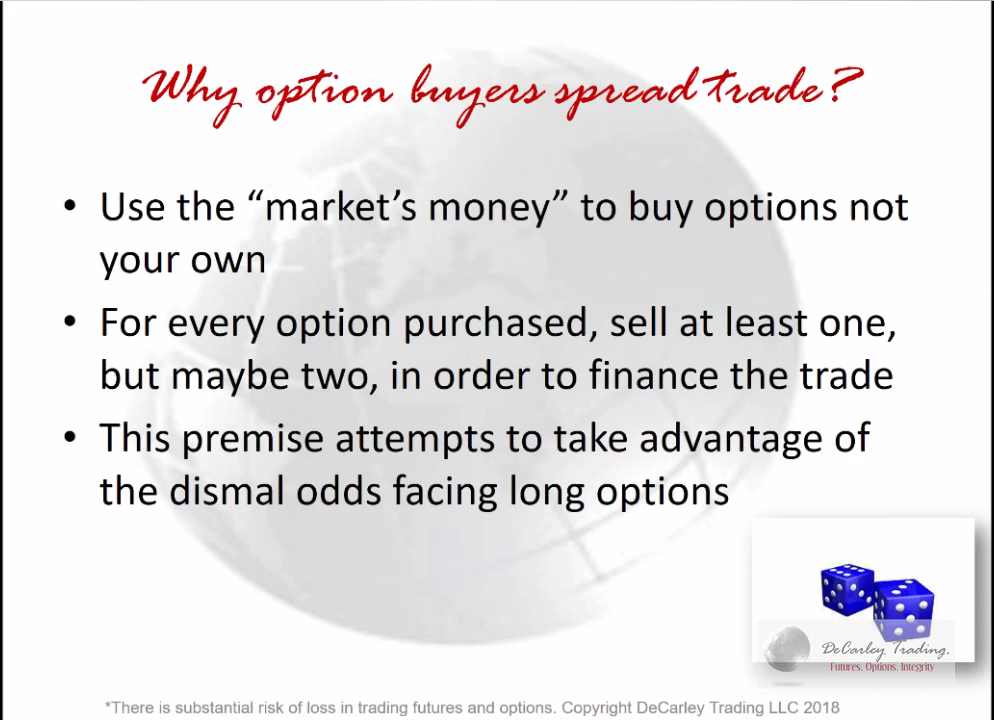 Why option buyers spread trade?
• Use the “market’s money” to buy options not
your own
• For every option purchased, sell at least one,
but maybe two, in order to finance the trade
• This premise attempts to take advantage of
the dismal odds facing long options
DeCarley Trading.
Futures. Options. Integrity
*There is substantial risk of loss in trading futures and options. Copyright DeCarley Trading LLC 2018